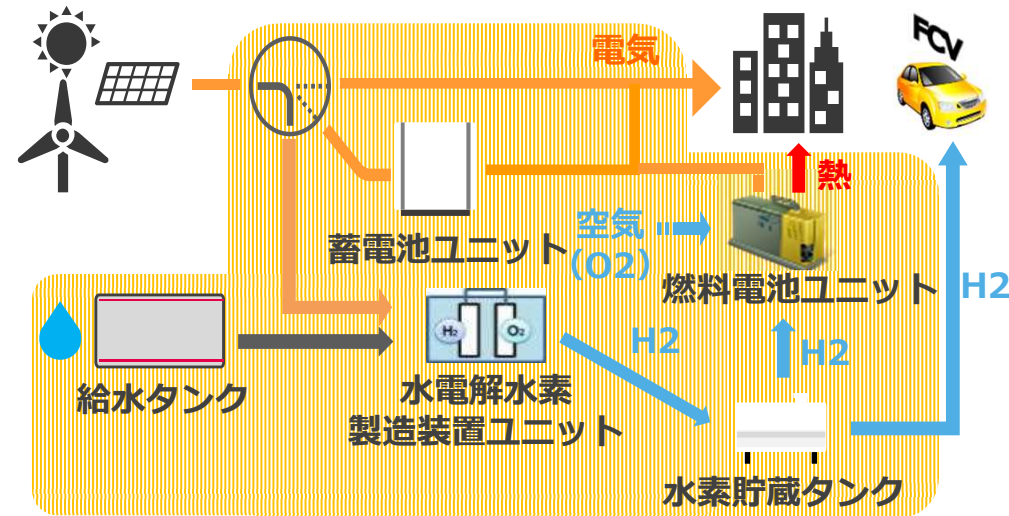 電気
FCV
熱
蓄電池ユニット
空気
（O2）
燃料電池ユニット
H2
H2
O2
H2
H2
給水タンク
水電解水素
製造装置ユニット
水素貯蔵タンク